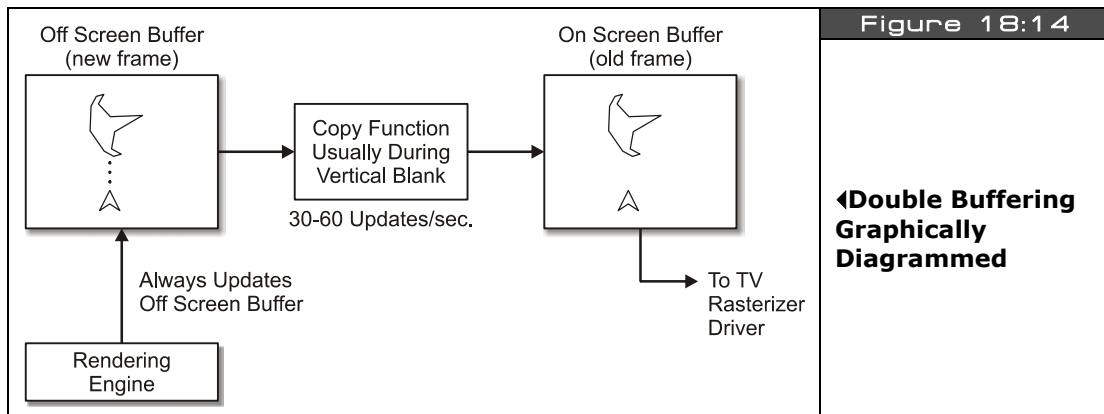 Figure 18:14
Off Screen Buffer
(new frame)
On Screen Buffer
(old frame)
Copy Function
Usually During
Vertical Blank
30-60 Updates/sec.
Always Updates
Off Screen Buffer
To TV
Rasterizer
Driver
Rendering
Engine
◀Double Buffering
Graphically
Diagrammed